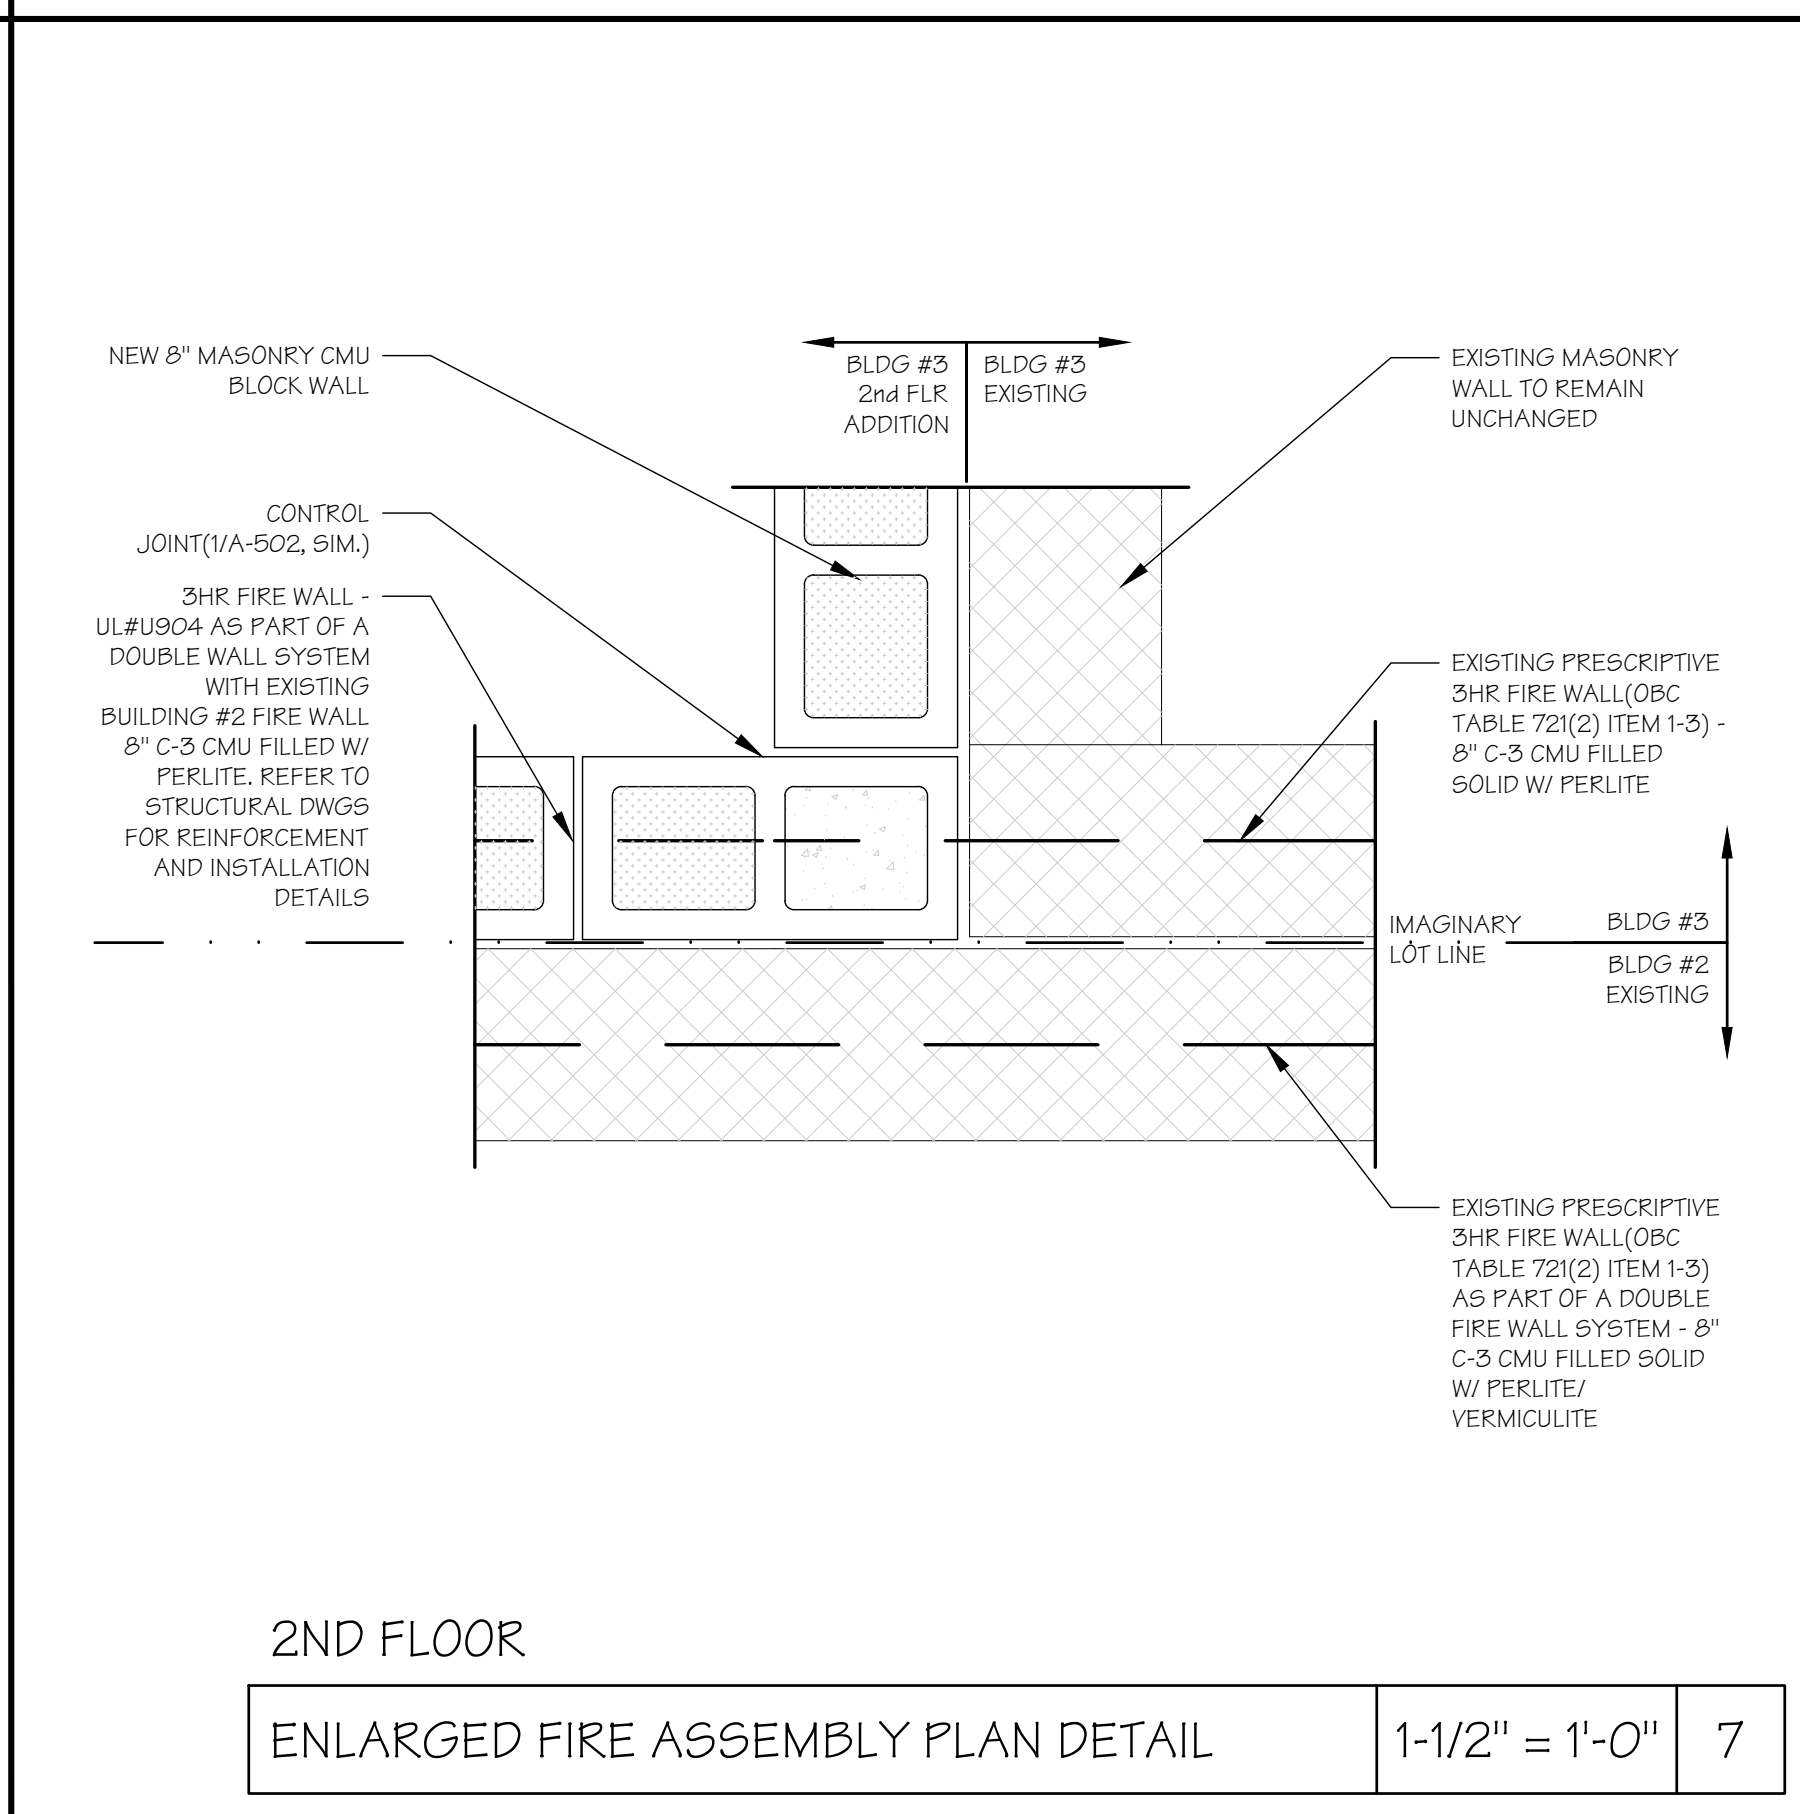 NEW 8" MASONRY CMU
BLOCK WALL
CONTROL
JOINT(1/A-502, SIM.)
3HR FIRE WALL -
UL#U904 AS PART OF A
DOUBLE WALL SYSTEM
WITH EXISTING
BUILDING #2 FIRE WALL
8" C-3 CMU FILLED W/
PERLITE. REFER TO
STRUCTURAL DWGS
FOR REINFORCEMENT
AND INSTALLATION
DETAILS
BLDG #3
2nd FLR
ADDITION
BLDG #3
EXISTING
EXISTING MASONRY
WALL TO REMAIN
UNCHANGED
EXISTING PRESCRIPTIVE
3HR FIRE WALL(OBC
TABLE 721(2) ITEM 1-3) -
8" C-3 CMU FILLED
SOLID W/ PERLITE
IMAGINARY
LOT LINE
BLDG #3
BLDG #2
EXISTING
EXISTING PRESCRIPTIVE
3HR FIRE WALL(OBC
TABLE 721(2) ITEM 1-3)
AS PART OF A DOUBLE
FIRE WALL SYSTEM - 8"
C-3 CMU FILLED SOLID
W/ PERLITE/
VERMICULITE
2ND FLOOR
ENLARGED FIRE ASSEMBLY PLAN DETAIL
1-1/2" = 1'-0"
7